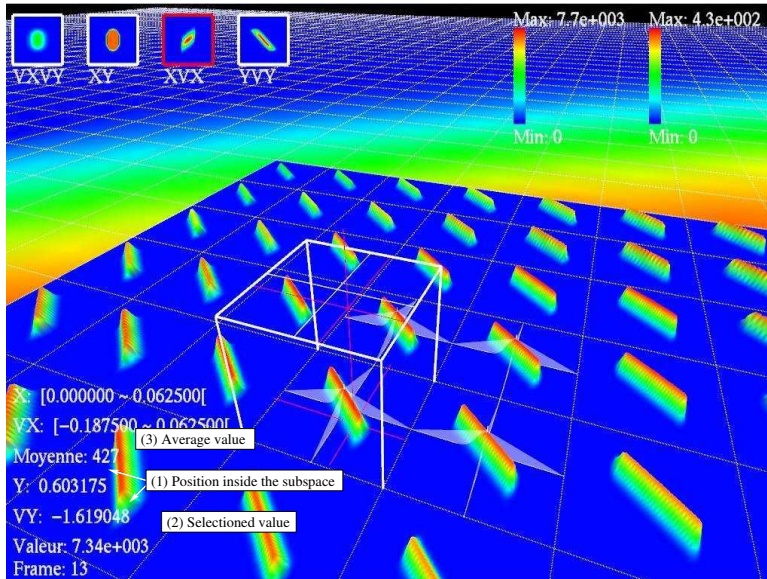 VXVY XY XVX YVY
Max: 7.7e+003 Max: 4.3e+002
Min: 0 Min: 0
X: [0.000000 ~ 0.062500[
VX: [−0.187500 ~ 0.062500[
(3) Average value
Moyenne: 427
(1) Position inside the subspace
Y: 0.603175
VY: −1.619048
(2) Selectioned value
Valeur: 7.34e+003
Frame: 13